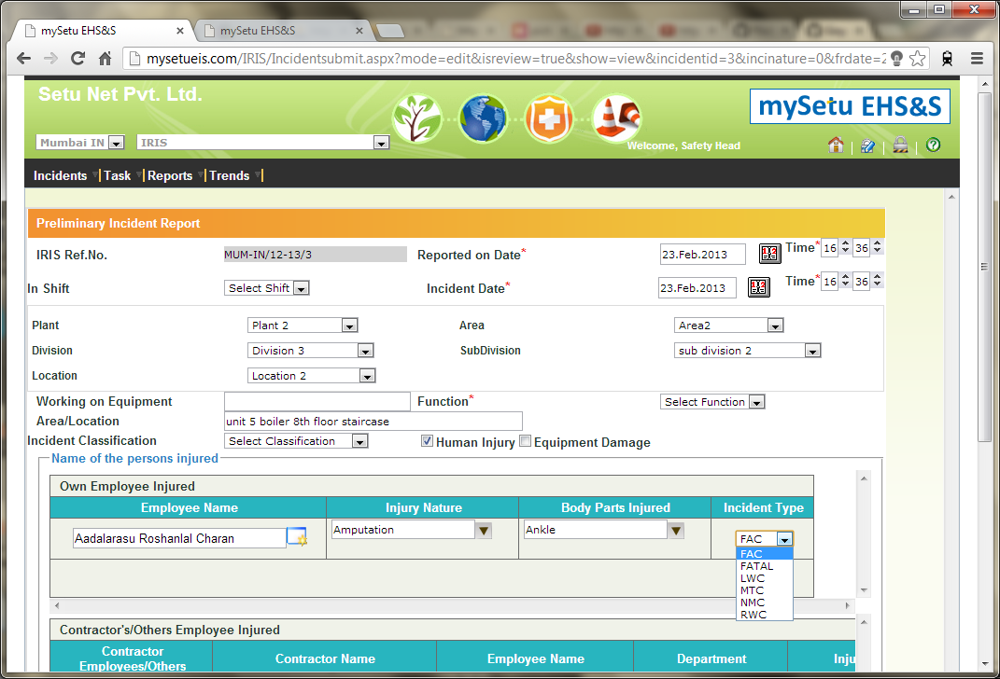 mySetu EHS&S
mySetu EHS&S
mysetueis.com/IRIS/Incidentsubmit.aspx?mode=edit&isreview=true&show=view&incidentid=3&incinature=0&frdate=2
Setu Net Pvt. Ltd.
mySetu EHS&S
Mumbai IN IRIS
Welcome, Safety Head
Incidents Task Reports Trends
Preliminary Incident Report
IRIS Ref.No. MUM-IN/12-13/3 Reported on Date* 23.Feb.2013 Time* 16 36
In Shift Select Shift Incident Date* 23.Feb.2013 Time* 16 36
Plant Plant 2 Area Area2
Division Division 3 SubDivision sub division 2
Location Location 2
Working on Equipment Function* Select Function
Area/Location unit 5 boiler 8th floor staircase
Incident Classification Select Classification Human Injury Equipment Damage
Name of the persons injured
Own Employee Injured
Employee Name Injury Nature Body Parts Injured Incident Type
Aadalarasu Roshanlal Charan Amputation Ankle FAC
FAC
FATAL
LWC
MTC
NMC
RWC
Contractor's/Others Employee Injured
Contractor Employees/Others Contractor Name Employee Name Department Inju